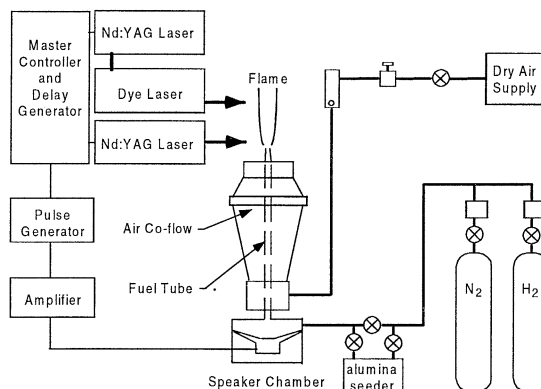 Master
Controller
and
Delay
Generator
Nd:YAG Laser
Dye Laser
Nd:YAG Laser
Flame
Dry Air
Supply
Pulse
Generator
Air Co-flow
Fuel Tube
Amplifier
N2
H2
Speaker Chamber
alumina
seeder